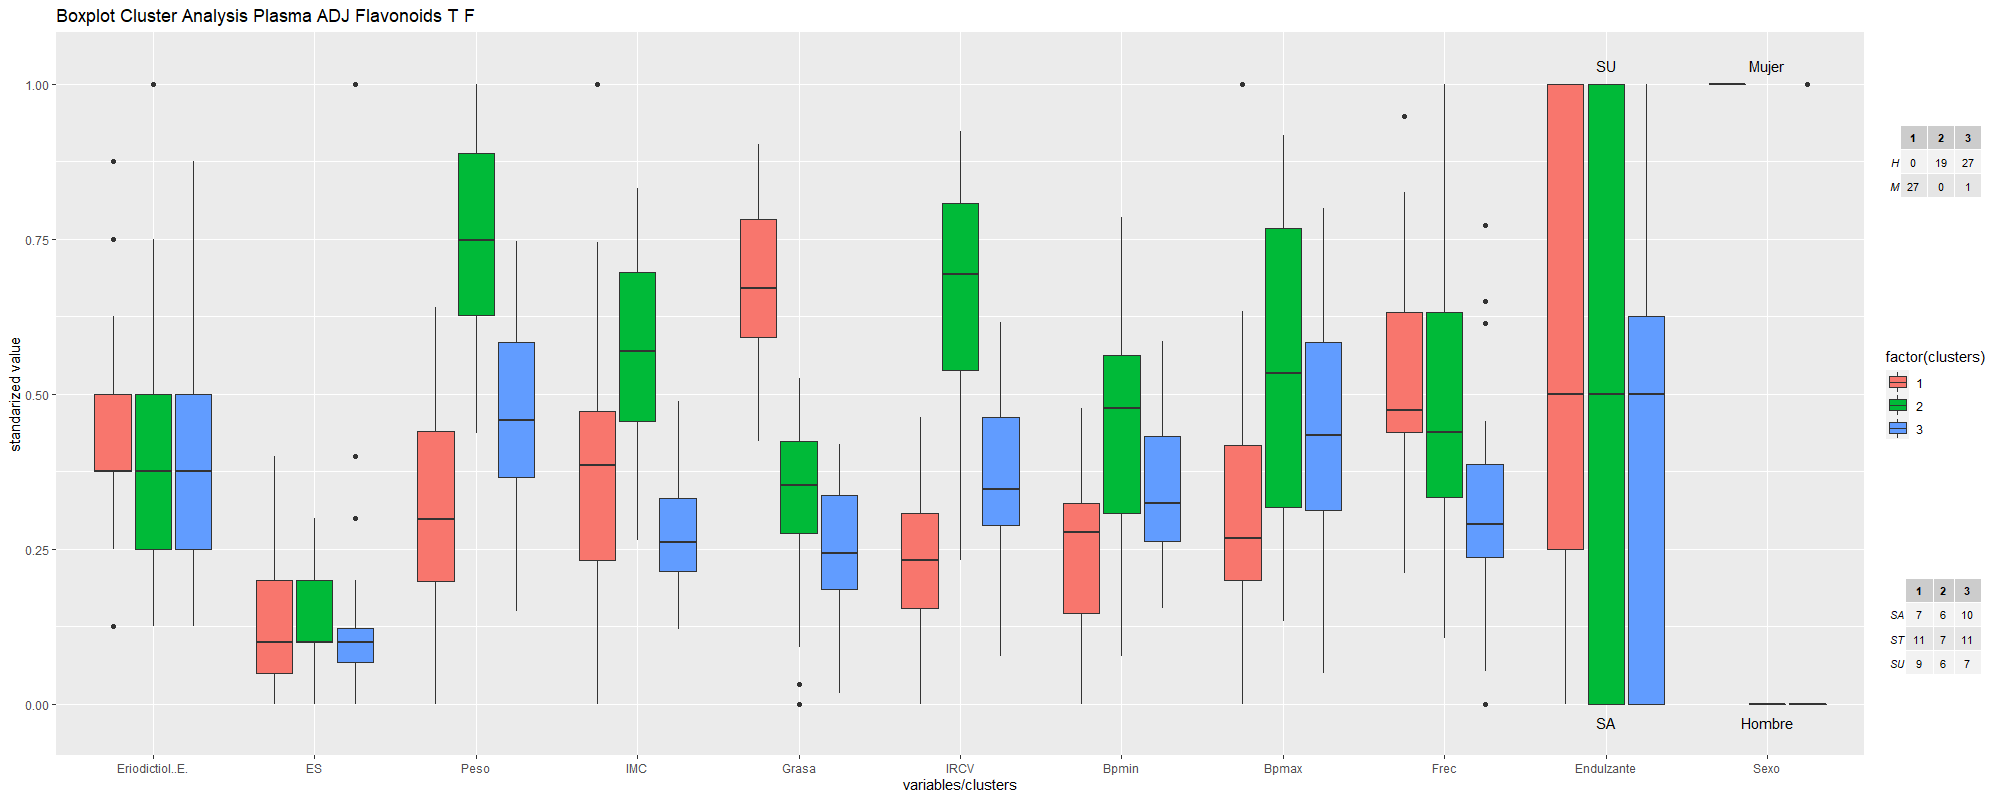 Boxplot Cluster Analysis Plasma ADJ Flavonoids T F
standarized value
1.00
0.75
0.50
0.25
0.00
SU
Mujer
SA
Hombre
Eriodictiol..E. ES Peso IMC Grasa IRCV Bpmin Bpmax Frec Endulzante Sexo
variables/clusters
1 2 3
H 0 19 27
M 27 0 1
factor(clusters)
1
2
3
1 2 3
SA 7 6 10
ST 11 7 11
SU 9 6 7